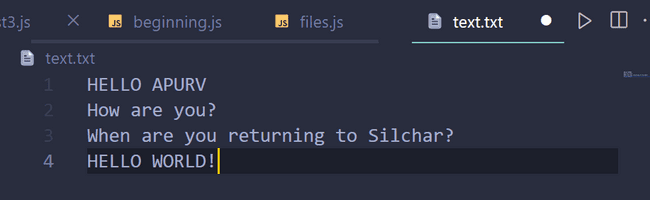 st3.js beginning.js files.js text.txt
text.txt
1 HELLO APURV
2 How are you?
3 When are you returning to Silchar?
4 HELLO WORLD!